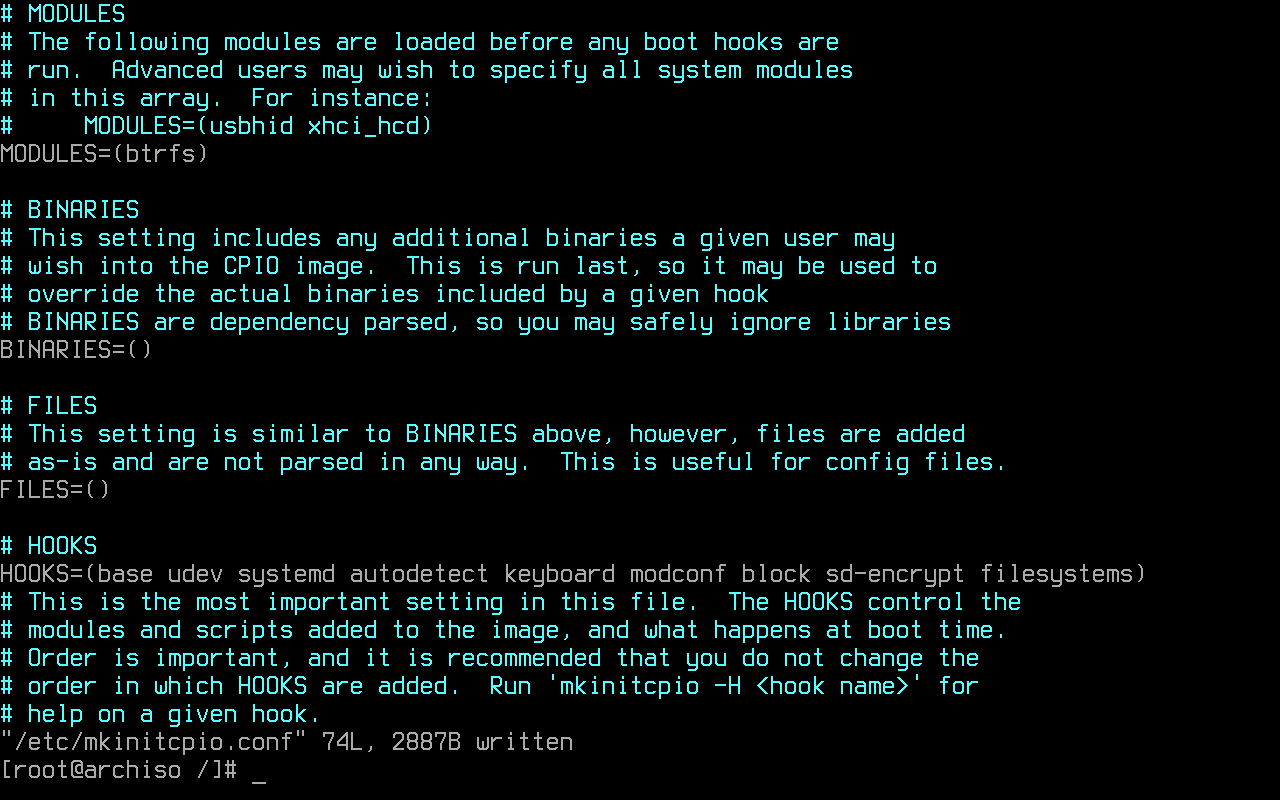 # MODULES
# The following modules are loaded before any boot hooks are
# run.  Advanced users may wish to specify all system modules
# in this array.  For instance:
#     MODULES=(usbhid xhci_hcd)
MODULES=(btrfs)

# BINARIES
# This setting includes any additional binaries a given user may
# wish into the CPIO image.  This is run last, so it may be used to
# override the actual binaries included by a given hook
# BINARIES are dependency parsed, so you may safely ignore libraries
BINARIES=()

# FILES
# This setting is similar to BINARIES above, however, files are added
# as-is and are not parsed in any way.  This is useful for config files.
FILES=()

# HOOKS
HOOKS=(base udev systemd autodetect keyboard modconf block sd-encrypt filesystems)
# This is the most important setting in this file.  The HOOKS control the
# modules and scripts added to the image, and what happens at boot time.
# Order is important, and it is recommended that you do not change the
# order in which HOOKS are added.  Run 'mkinitcpio -H <hook name>' for
# help on a given hook.
"/etc/mkinitcpio.conf" 74L, 2887B written
[root@archiso /]# _